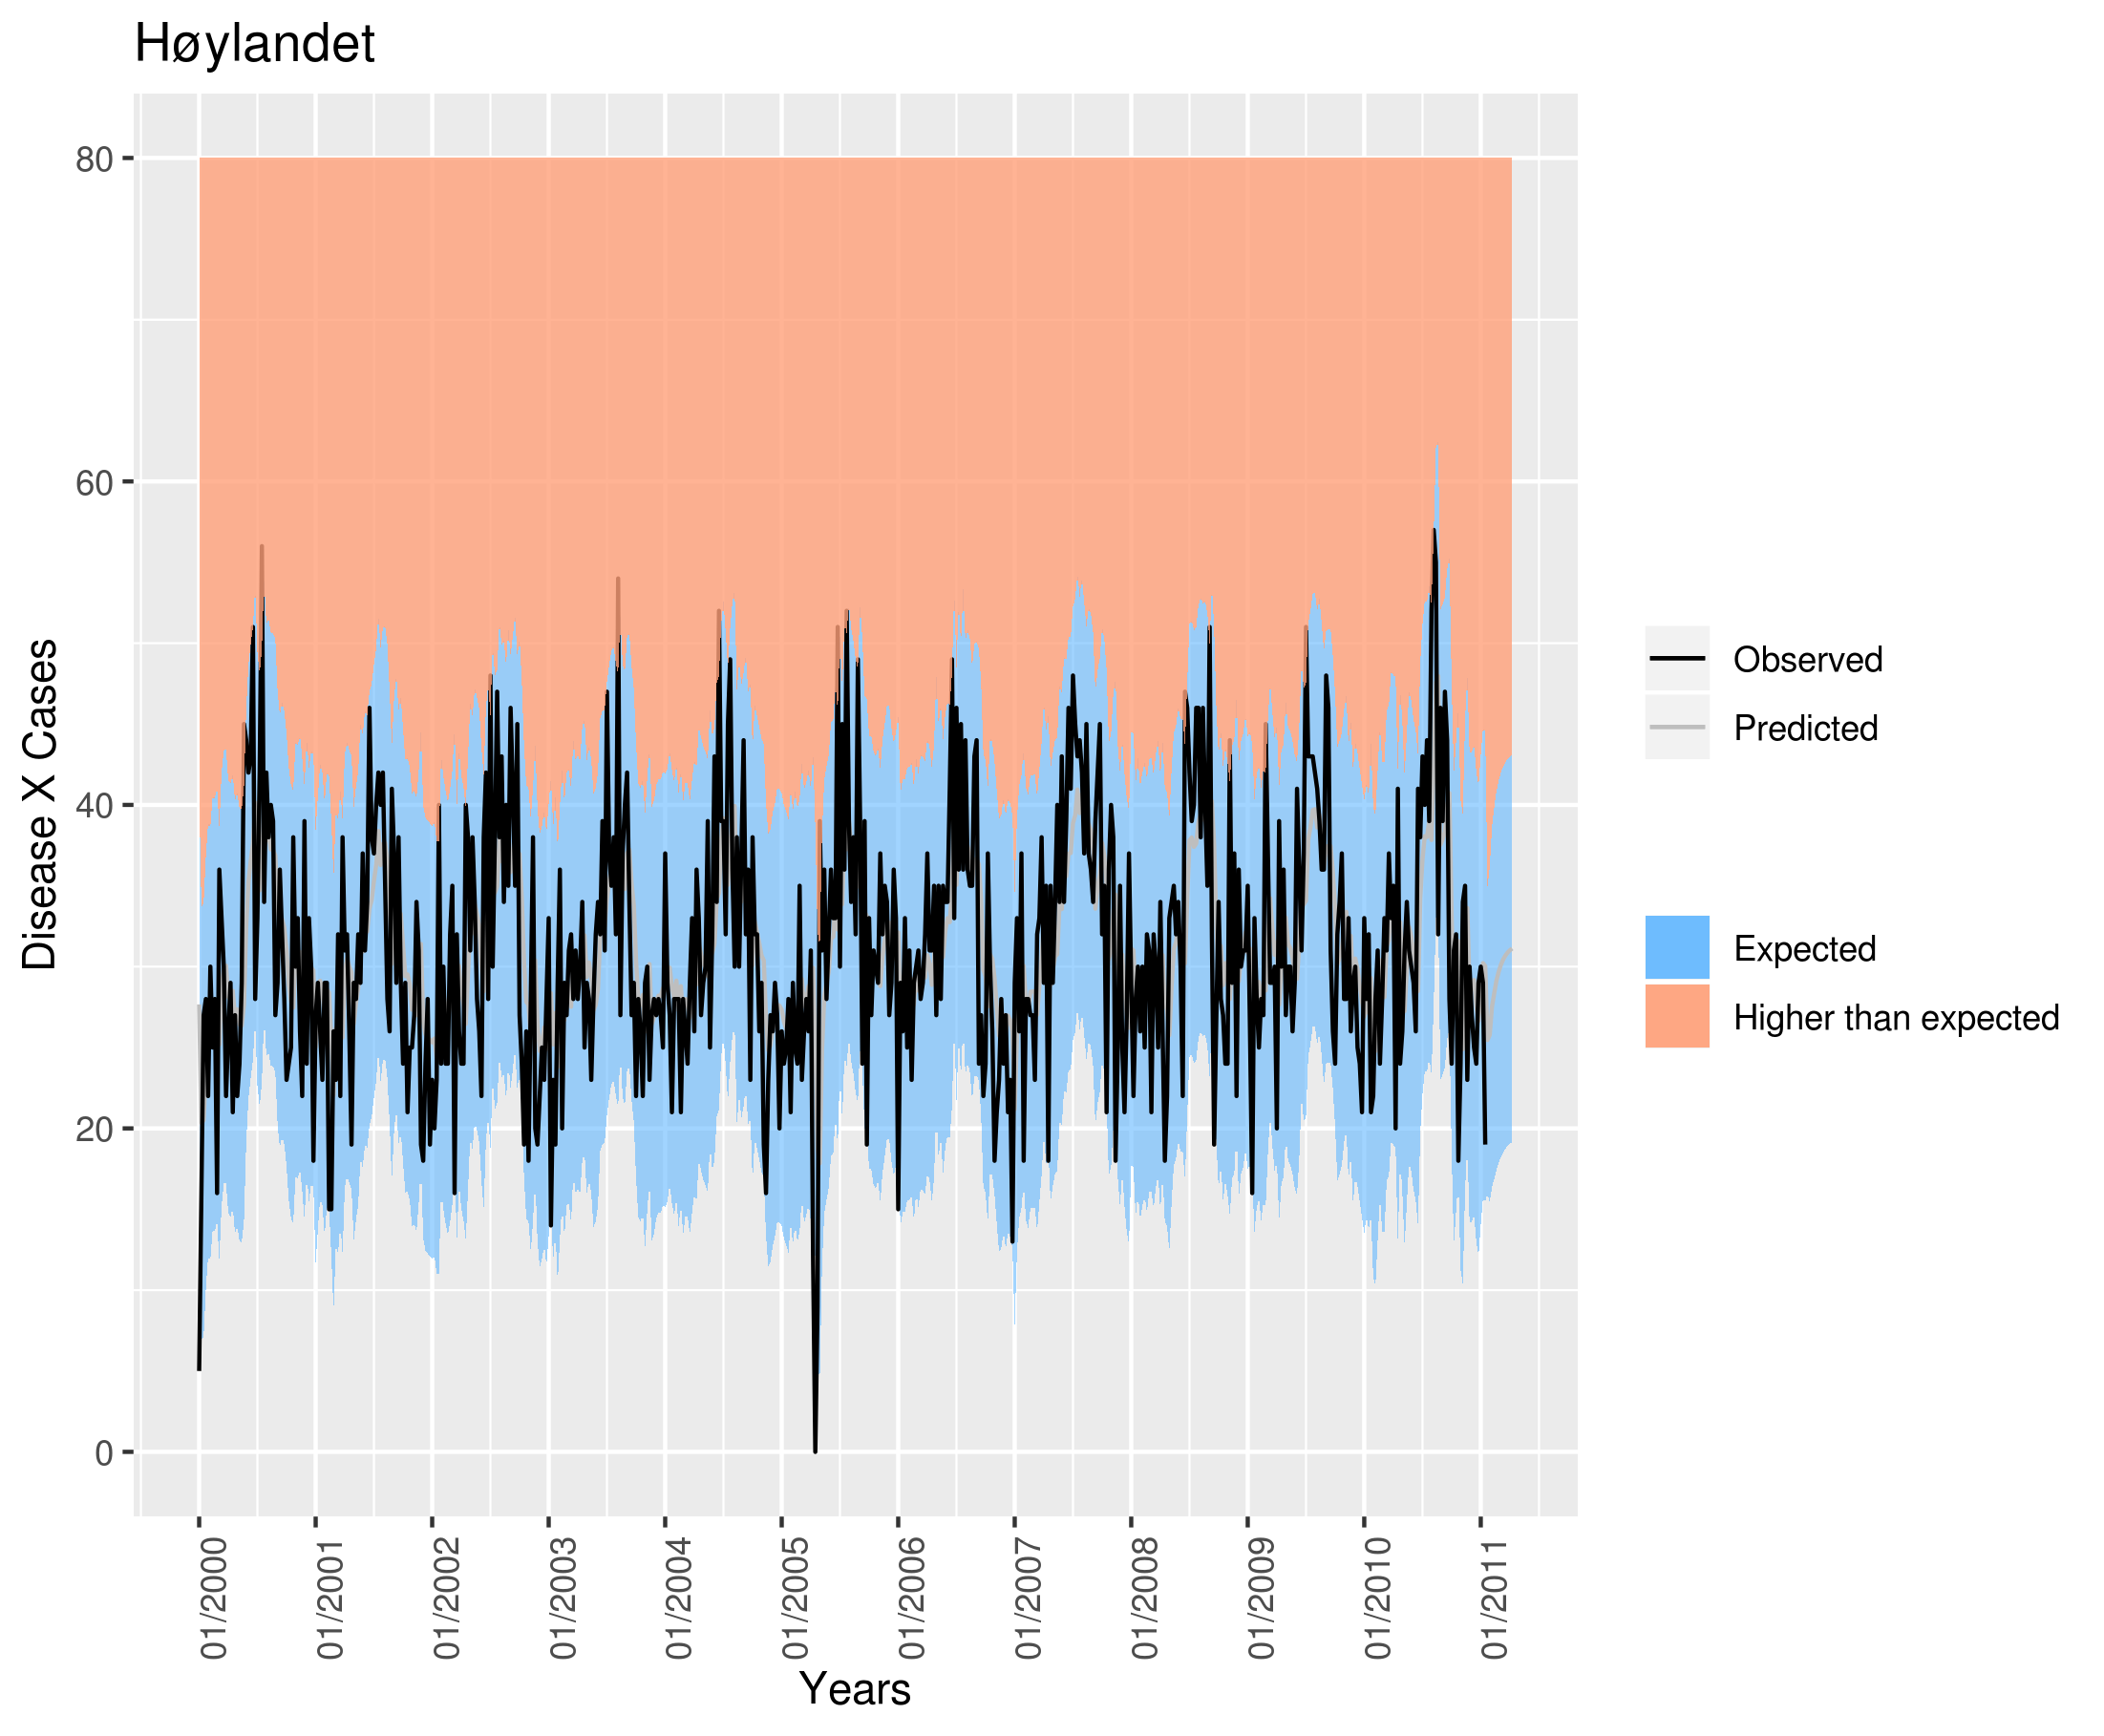 Høylandet
Disease X Cases
80
60
40
20
0
01/2000
01/2001
01/2002
01/2003
01/2004
01/2005
01/2006
01/2007
01/2008
01/2009
01/2010
01/2011
Years
Observed
Predicted
Expected
Higher than expected